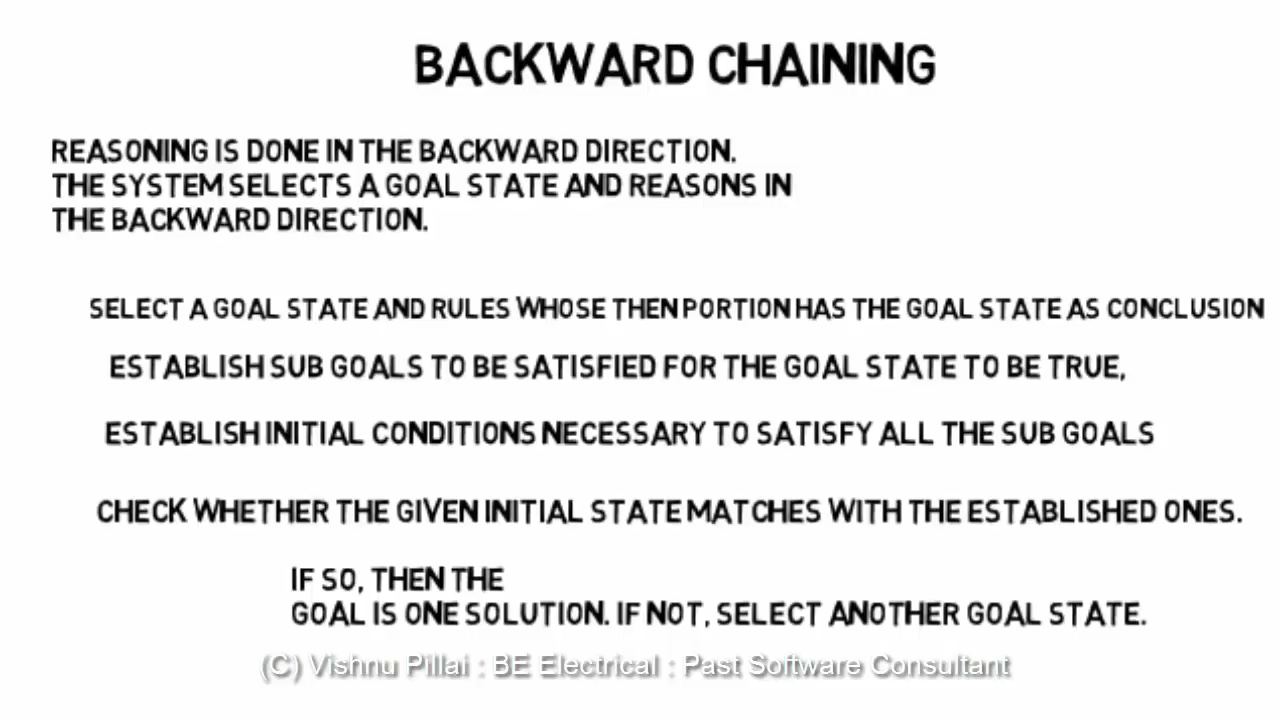 BACKWARD CHAINING
REASONING IS DONE IN THE BACKWARD DIRECTION.
THE SYSTEM SELECTS A GOAL STATE AND REASONS IN
THE BACKWARD DIRECTION.
SELECT A GOAL STATE AND RULES WHOSE THEN PORTION HAS THE GOAL STATE AS CONCLUSION
ESTABLISH SUB GOALS TO BE SATISFIED FOR THE GOAL STATE TO BE TRUE,
ESTABLISH INITIAL CONDITIONS NECESSARY TO SATISFY ALL THE SUB GOALS
CHECK WHETHER THE GIVEN INITIAL STATE MATCHES WITH THE ESTABLISHED ONES.
IF SO, THEN THE
GOAL IS ONE SOLUTION. IF NOT, SELECT ANOTHER GOAL STATE.
(C) Vishnu Pillai : BE Electrical : Past Software Consultant